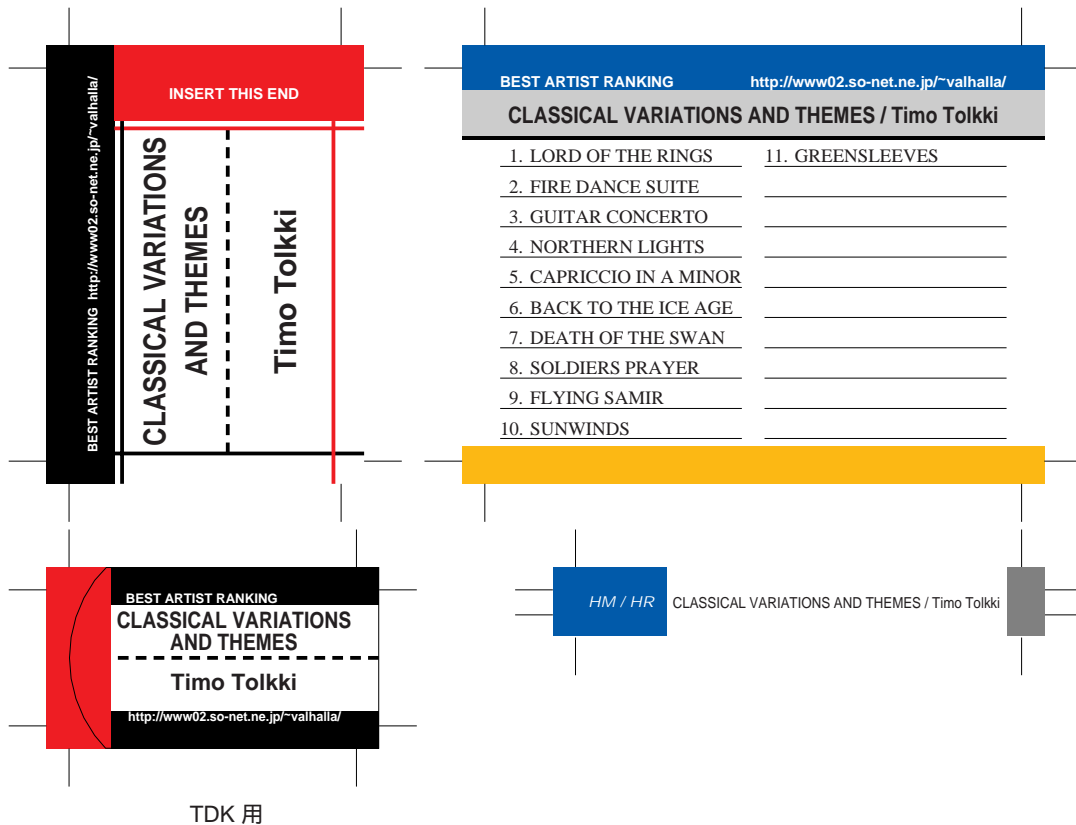 INSERT THIS END
BEST ARTIST RANKING http://www02.so-net.ne.jp/~valhalla/
CLASSICAL VARIATIONS
AND THEMES
Timo Tolkki
BEST ARTIST RANKING http://www02.so-net.ne.jp/~valhalla/
CLASSICAL VARIATIONS AND THEMES / Timo Tolkki
1. LORD OF THE RINGS
2. FIRE DANCE SUITE
3. GUITAR CONCERTO
4. NORTHERN LIGHTS
5. CAPRICCIO IN A MINOR
6. BACK TO THE ICE AGE
7. DEATH OF THE SWAN
8. SOLDIERS PRAYER
9. FLYING SAMIR
10. SUNWINDS
11. GREENSLEEVES
BEST ARTIST RANKING
CLASSICAL VARIATIONS
AND THEMES
Timo Tolkki
http://www02.so-net.ne.jp/~valhalla/
HM / HR CLASSICAL VARIATIONS AND THEMES / Timo Tolkki
TDK 用